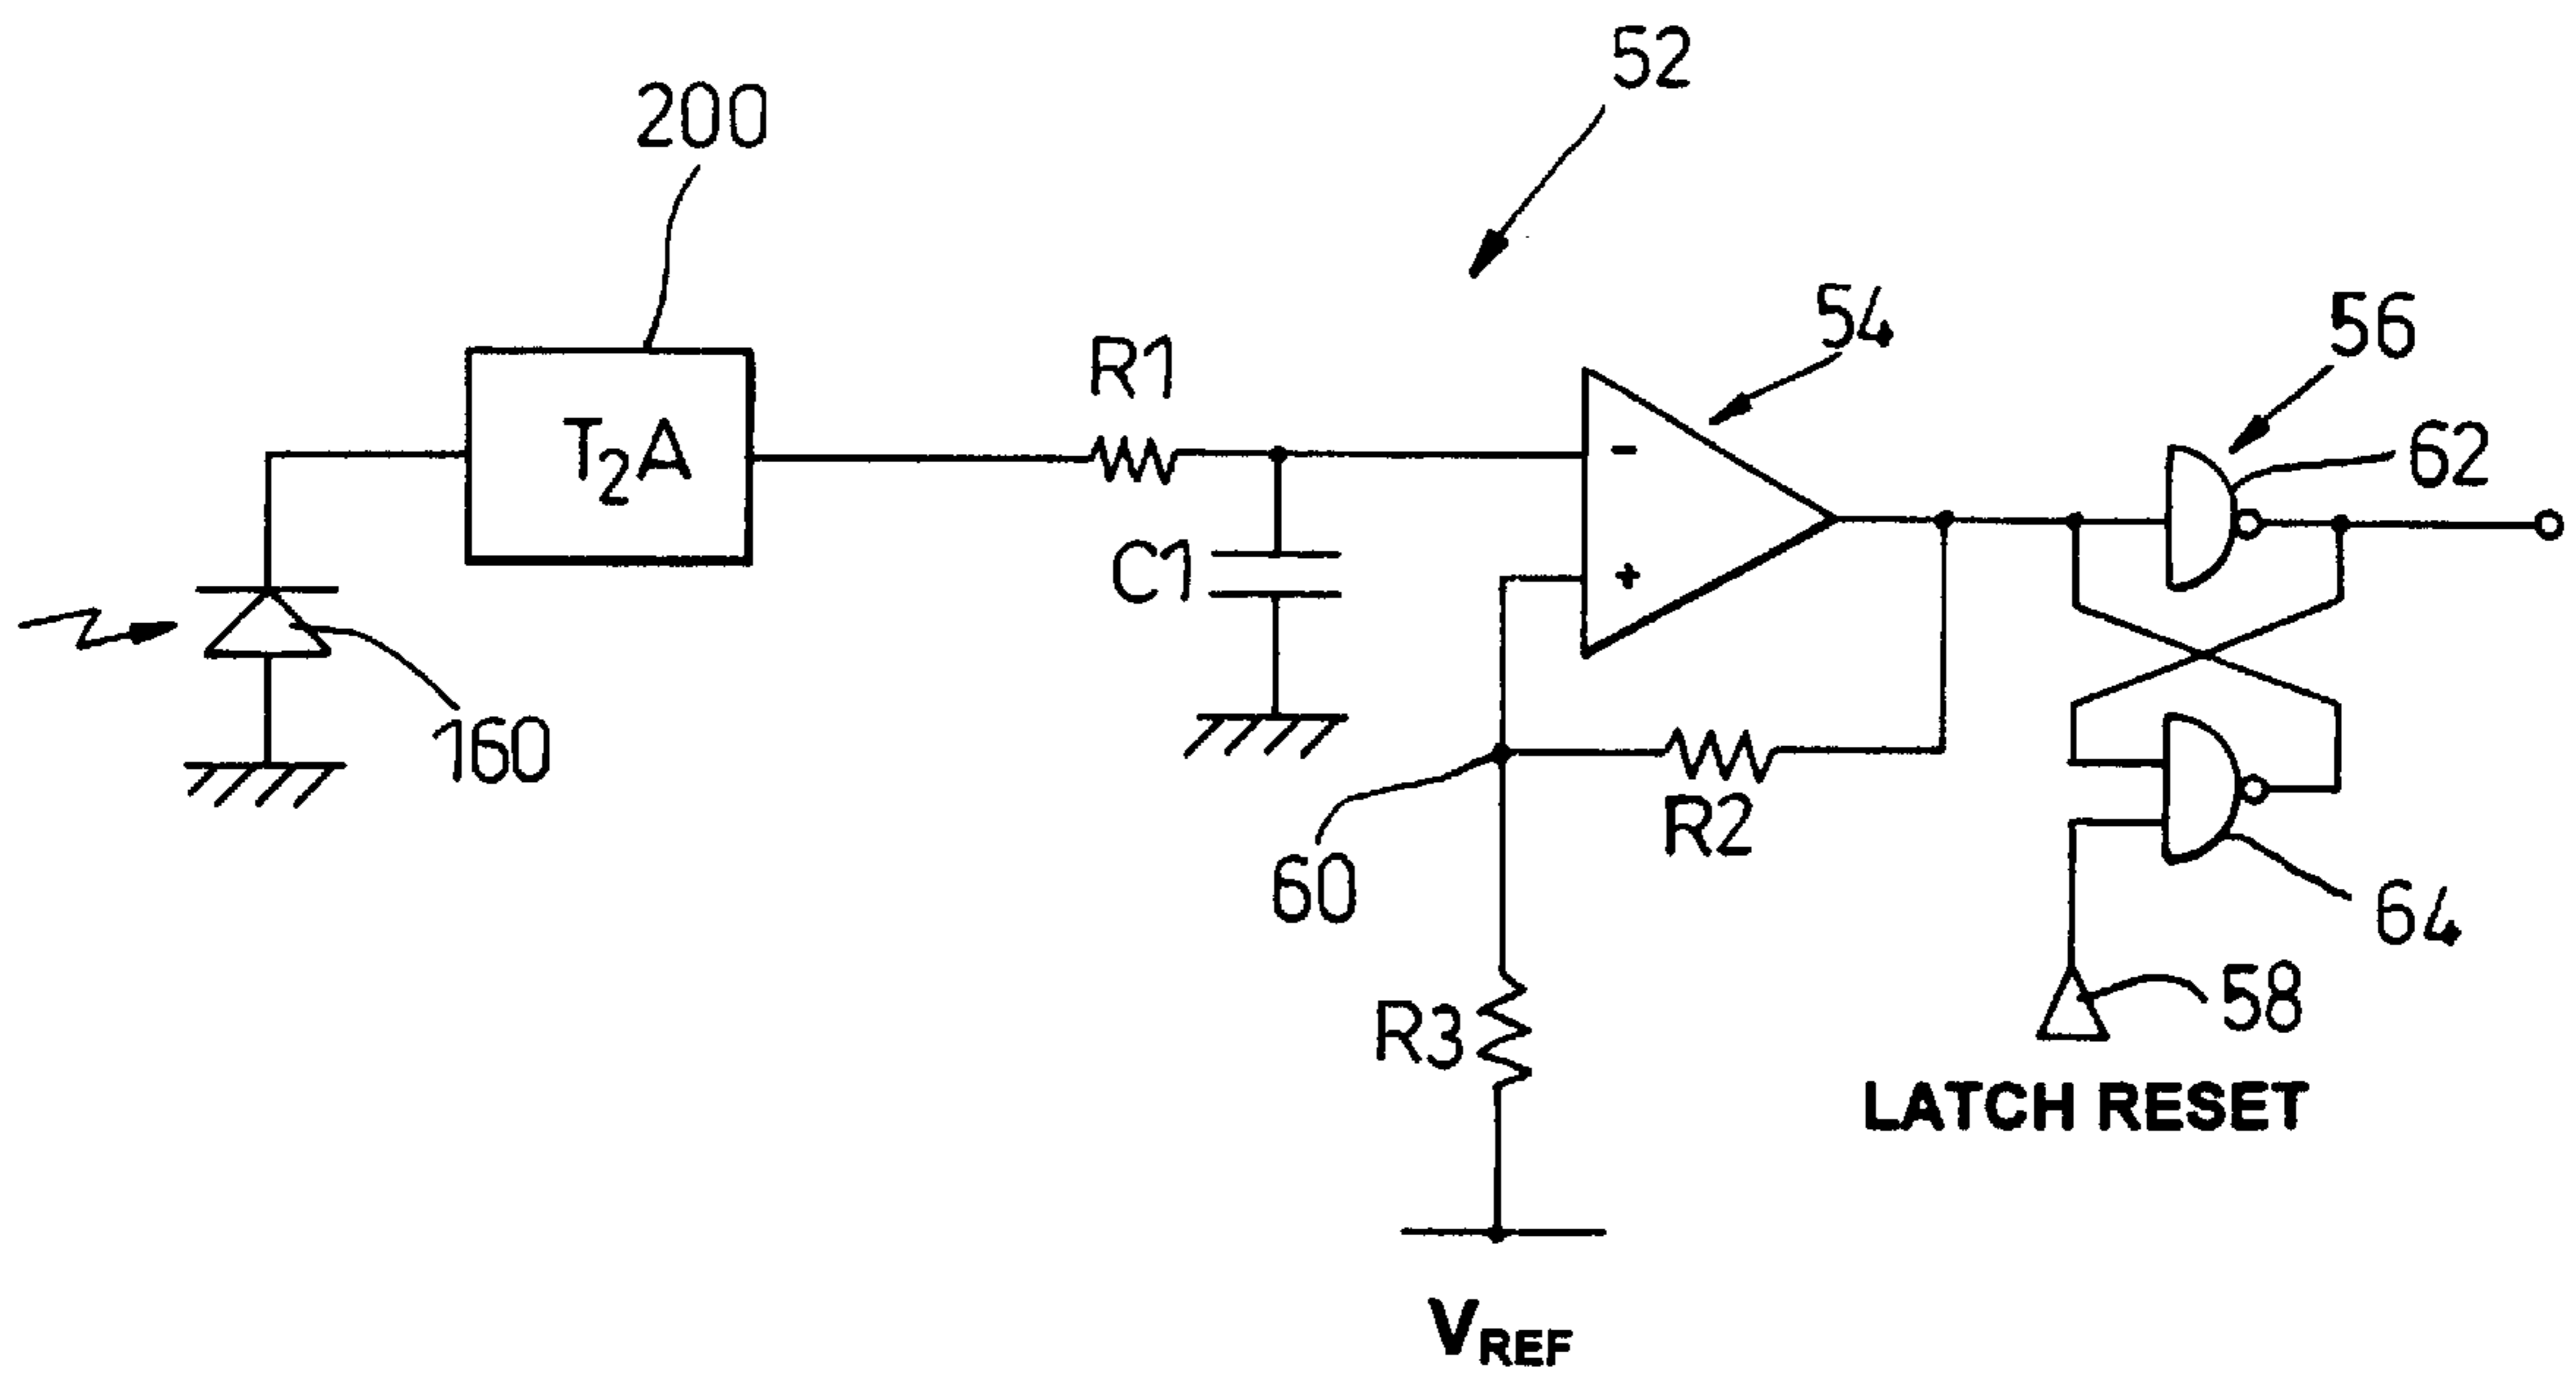 52
200
54
R1
56
62
T2A
-
+
C1
160
R2
60
64
R3
58
LATCH RESET
VREF